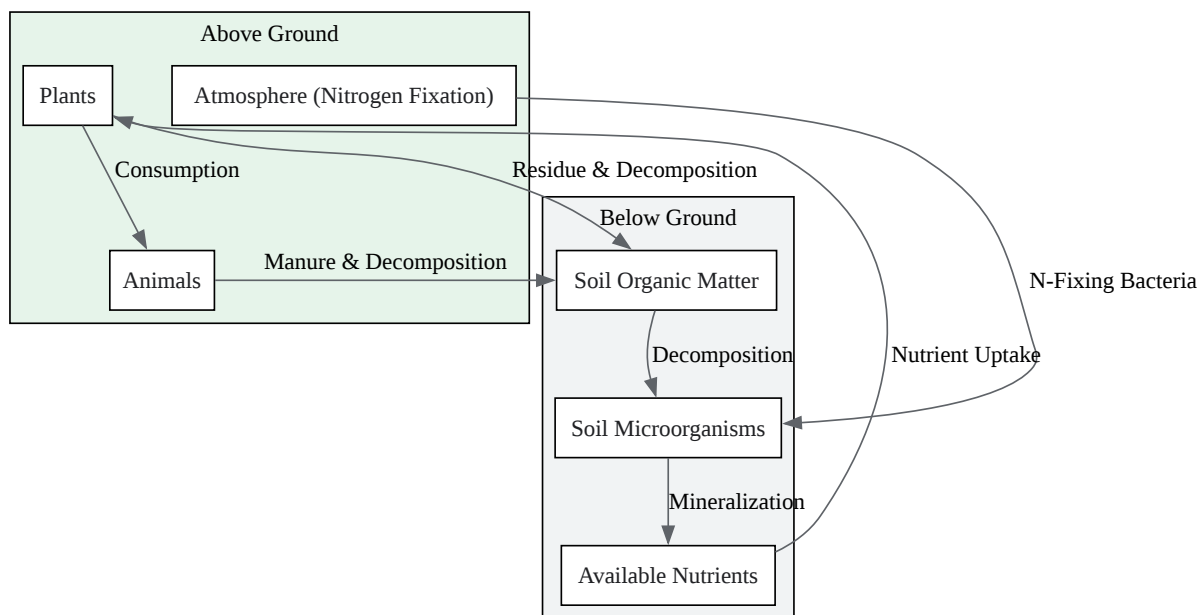 Above Ground
Plants
Atmosphere (Nitrogen Fixation)
Consumption
Residue & Decomposition
Below Ground
Animals
Manure & Decomposition
Soil Organic Matter
N-Fixing Bacteria
Decomposition
Nutrient Uptake
Soil Microorganisms
Mineralization
Available Nutrients